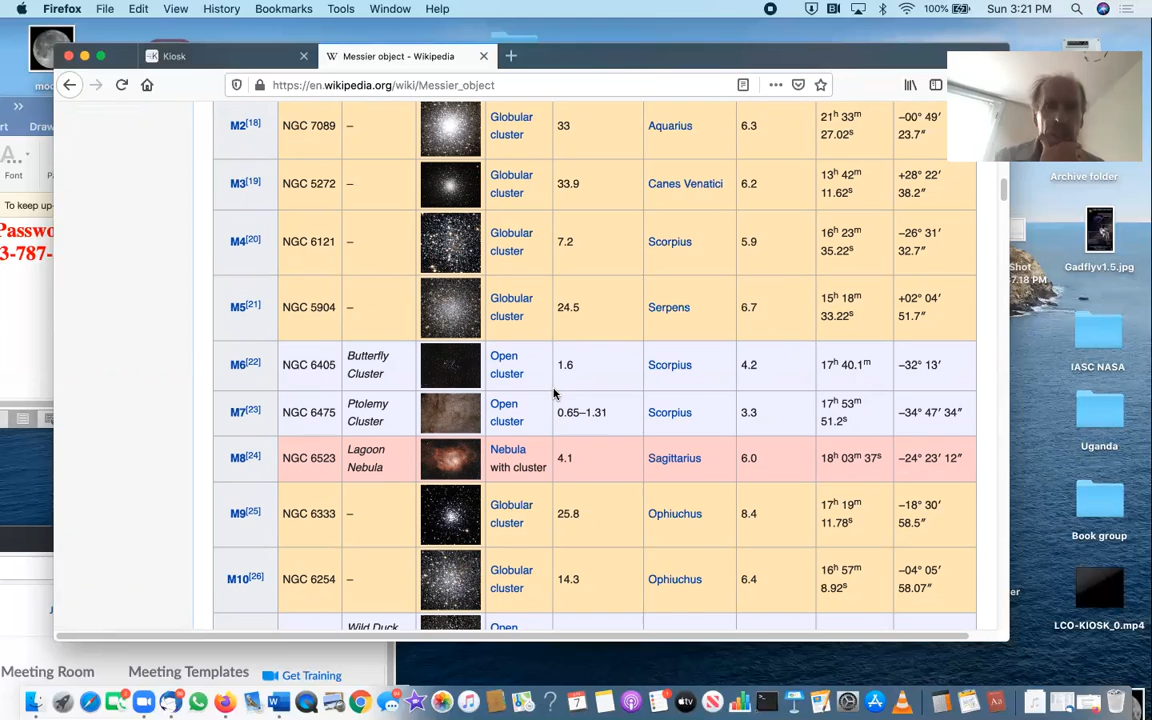 Firefox File Edit View History Bookmarks Tools Window Help 100% Sun 3:21 PM
Kiosk Messier object - Wikipedia
https://en.wikipedia.org/wiki/Messier_object
M2[18] NGC 7089 – Globular cluster 33 Aquarius 6.3 21h 33m 27.02s −00° 49′ 23.7″
M3[19] NGC 5272 – Globular cluster 33.9 Canes Venatici 6.2 13h 42m 11.62s +28° 22′ 38.2″
M4[20] NGC 6121 – Globular cluster 7.2 Scorpius 5.9 16h 23m 35.22s −26° 31′ 32.7″
M5[21] NGC 5904 – Globular cluster 24.5 Serpens 6.7 15h 18m 33.22s +02° 04′ 51.7″
M6[22] NGC 6405 Butterfly Cluster Open cluster 1.6 Scorpius 4.2 17h 40.1m −32° 13′
M7[23] NGC 6475 Ptolemy Cluster Open cluster 0.65–1.31 Scorpius 3.3 17h 53m 51.2s −34° 47′ 34″
M8[24] NGC 6523 Lagoon Nebula Nebula with cluster 4.1 Sagittarius 6.0 18h 03m 37s −24° 23′ 12″
M9[25] NGC 6333 – Globular cluster 25.8 Ophiuchus 8.4 17h 19m 11.78s −18° 30′ 58.5″
M10[26] NGC 6254 – Globular cluster 14.3 Ophiuchus 6.4 16h 57m 8.92s −04° 05′ 58.07″
Wild Duck Open
Draw
Font
To keep up
Passwo
3-787-
Archive folder
Shot
7.18 PM
Gadflyv1.5.jpg
IASC NASA
Uganda
Book group
LCO-KIOSK_0.mp4
Meeting Room Meeting Templates Get Training